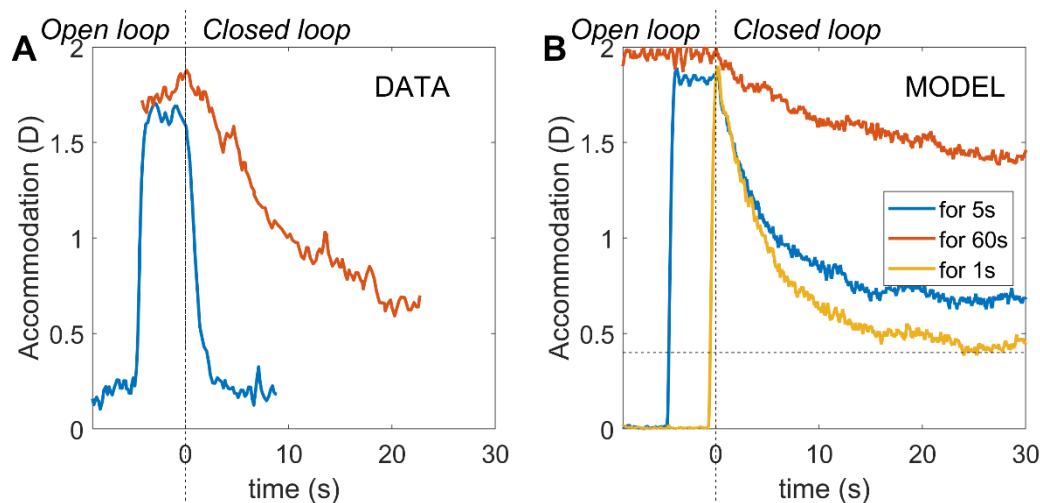 Open loop Closed loop
A
DATA
Accommodation (D)
2
1.5
1
0.5
0
0 10 20 30
time (s)
Open loop Closed loop
B
MODEL
Accommodation (D)
2
1.5
1
0.5
0
for 5s
for 60s
for 1s
0 10 20 30
time (s)